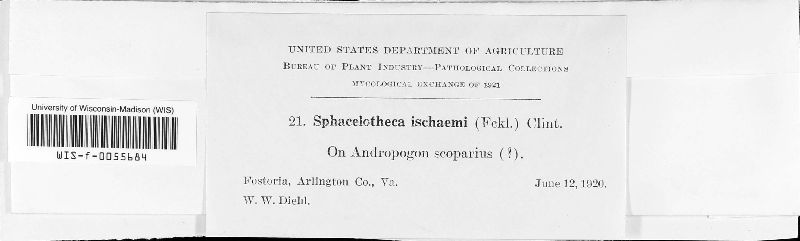 UNITED STATES DEPARTMENT OF AGRICULTURE
BUREAU OF PLANT INDUSTRY—PATHOLOGICAL COLLECTIONS
MYCOLOGICAL EXCHANGE OF 1921
University of Wisconsin-Madison (WIS)
WIS-f-0055684
21. Sphacelotheca ischaemi (Fckl.) Clint.
On Andropogon scoparius (?).
Fostoria, Arlington Co., Va. June 12, 1920.
W. W. Diehl.